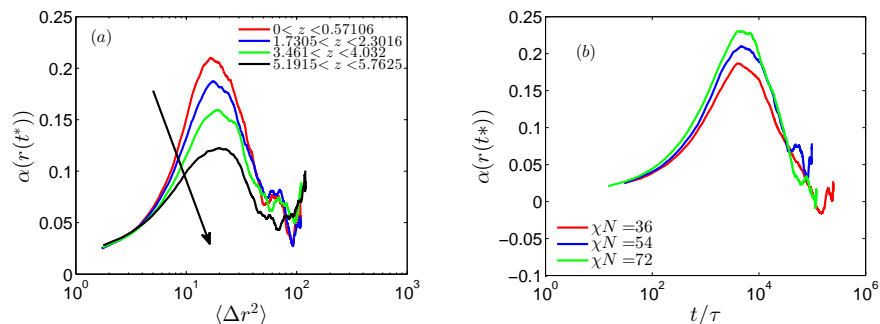 (a)
0< z <0.57106
1.7305< z <2.3016
3.461< z <4.032
5.1915< z <5.7625
0.25
0.2
0.15
0.1
0.05
0
α(r(t*))
10^0
10^1
10^2
10^3
⟨Δr^2⟩
(b)
0.25
0.2
0.15
0.1
0.05
0
−0.05
−0.1
α(r(t*))
χN =36
χN =54
χN =72
10^0
10^2
10^4
10^6
t/τ